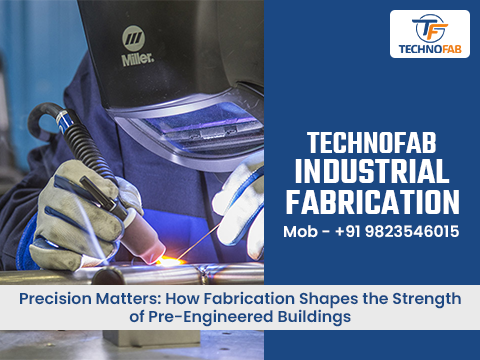 Miller.
TF
TECHNOFAB
TECHNOFAB
INDUSTRIAL
FABRICATION
Mob - +91 9823546015
Precision Matters: How Fabrication Shapes the Strength
of Pre-Engineered Buildings